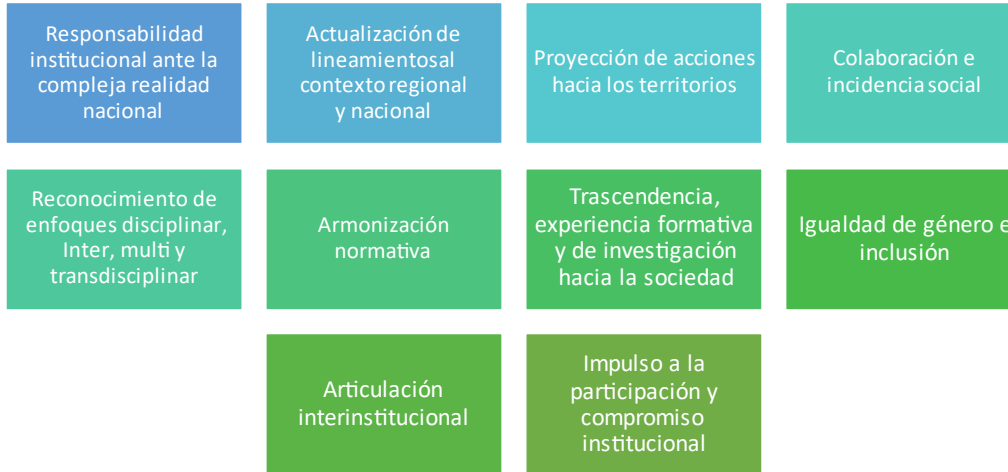 Responsabilidad
institucional ante la
compleja realidad
nacional
Actualización de
lineamientosal
contexto regional
y nacional
Proyección de acciones
hacia los territorios
Colaboración e
incidencia social
Reconocimiento de
enfoques disciplinar,
Inter, multi y
transdisciplinar
Armonización
normativa
Trascendencia,
experiencia formativa
y de investigación
hacia la sociedad
Igualdad de género e
inclusión
Articulación
interinstitucional
Impulso a la
participación y
compromiso
institucional